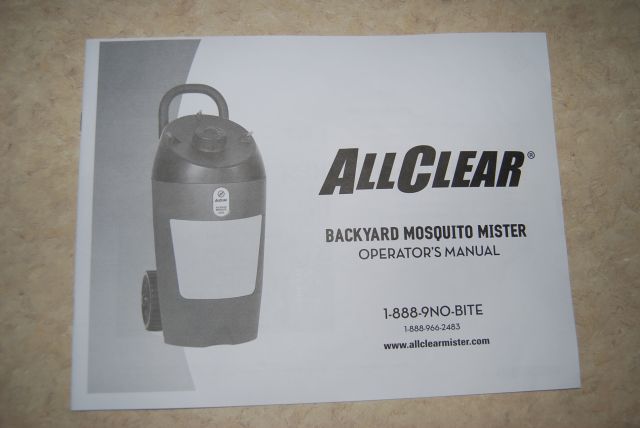 ALLCLEAR®
BACKYARD MOSQUITO MISTER
OPERATOR'S MANUAL
1-888-9NO-BITE
1-888-966-2483
www.allclearmister.com